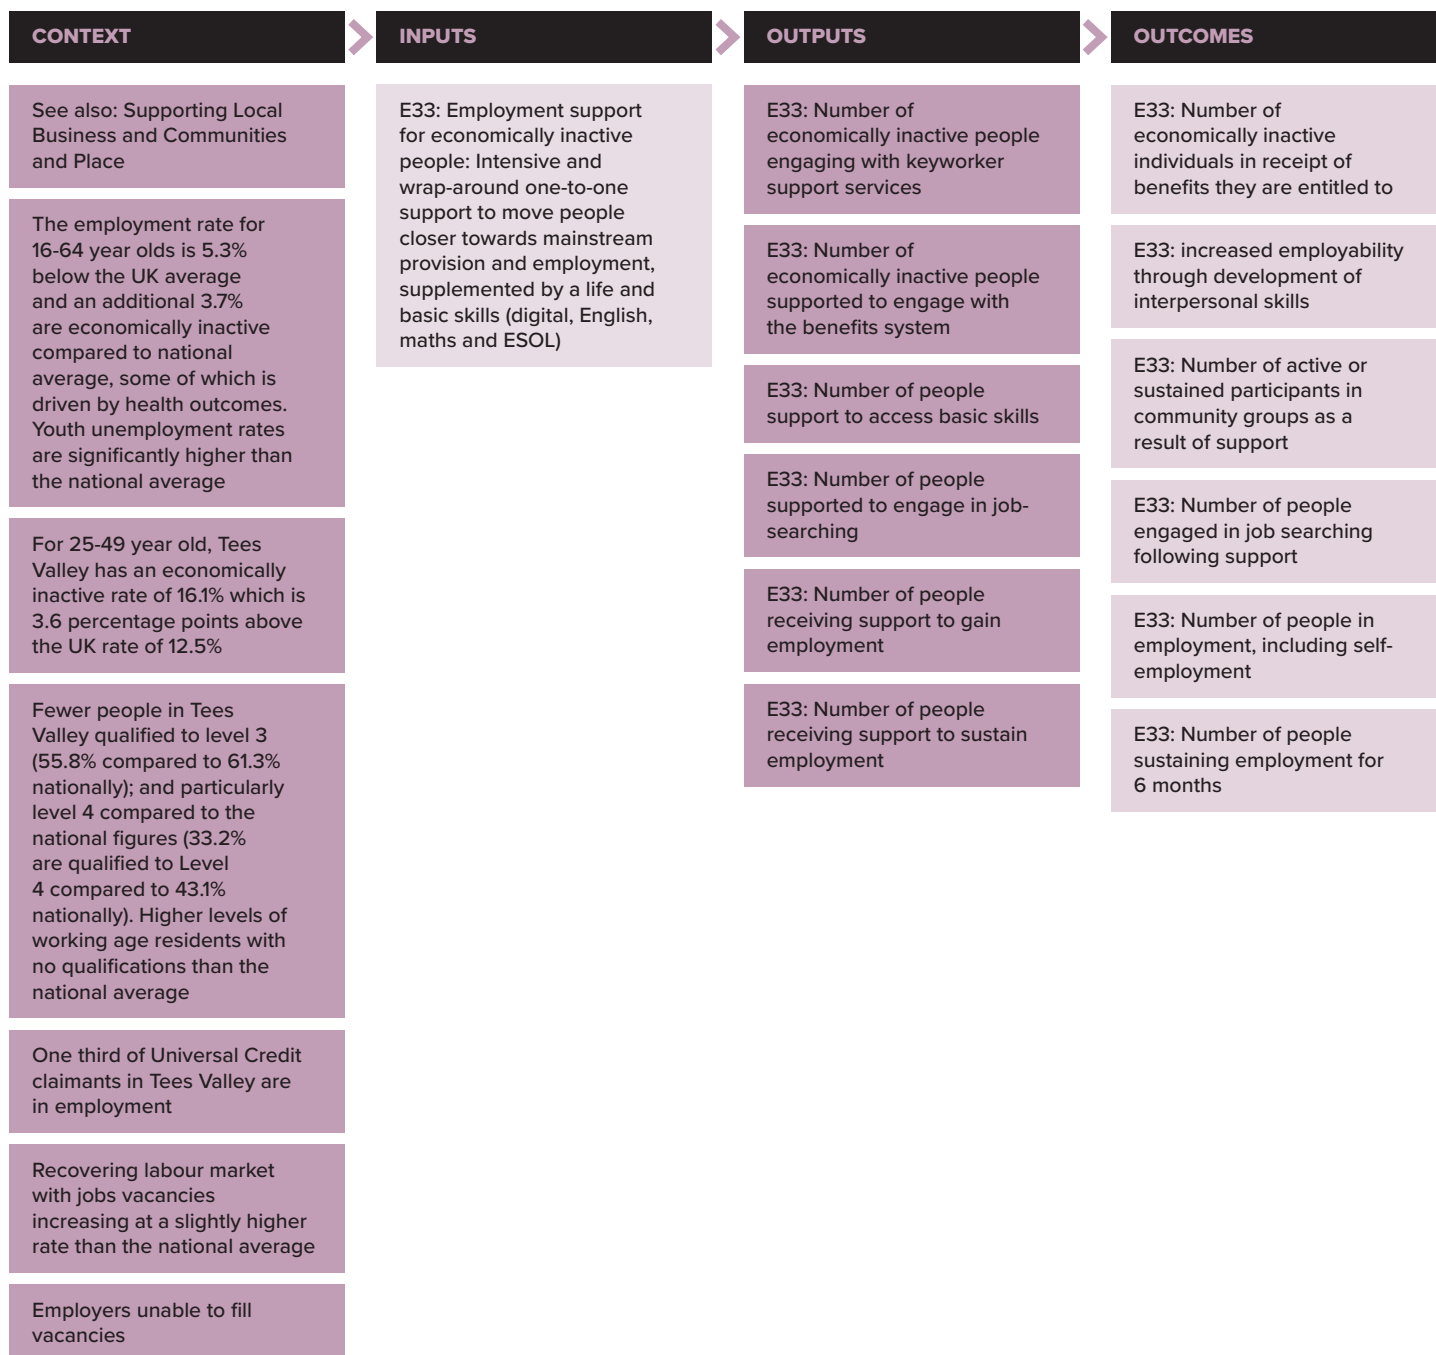 CONTEXT
See also: Supporting Local
Business and Communities
and Place
The employment rate for
16-64 year olds is 5.3%
below the UK average
and an additional 3.7%
are economically inactive
compared to national
average, some of which is
driven by health outcomes.
Youth unemployment rates
are significantly higher than
the national average
For 25-49 year old, Tees
Valley has an economically
inactive rate of 16.1% which is
3.6 percentage points above
the UK rate of 12.5%
Fewer people in Tees
Valley qualified to level 3
(55.8% compared to 61.3%
nationally); and particularly
level 4 compared to the
national figures (33.2%
are qualified to Level
4 compared to 43.1%
nationally). Higher levels of
working age residents with
no qualifications than the
national average
One third of Universal Credit
claimants in Tees Valley are
in employment
Recovering labour market
with jobs vacancies
increasing at a slightly higher
rate than the national average
Employers unable to fill
vacancies
INPUTS
E33: Employment support
for economically inactive
people: Intensive and
wrap-around one-to-one
support to move people
closer towards mainstream
provision and employment,
supplemented by a life and
basic skills (digital, English,
maths and ESOL)
OUTPUTS
E33: Number of
economically inactive people
engaging with keyworker
support services
E33: Number of
economically inactive people
supported to engage with
the benefits system
E33: Number of people
support to access basic skills
E33: Number of people
supported to engage in job-
searching
E33: Number of people
receiving support to gain
employment
E33: Number of people
receiving support to sustain
employment
OUTCOMES
E33: Number of
economically inactive
individuals in receipt of
benefits they are entitled to
E33: increased employability
through development of
interpersonal skills
E33: Number of active or
sustained participants in
community groups as a
result of support
E33: Number of people
engaged in job searching
following support
E33: Number of people in
employment, including self-
employment
E33: Number of people
sustaining employment for
6 months